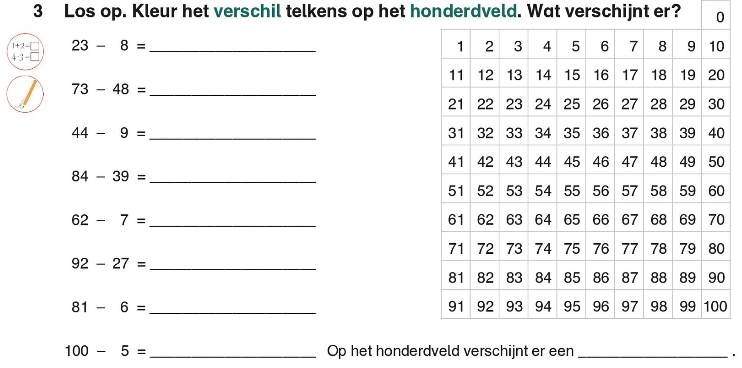 3 Los op. Kleur het verschil telkens op het honderdveld. Wat verschijnt er?
0
1+2=
4-3=
23 – 8 =
73 – 48 =
44 – 9 =
84 – 39 =
62 – 7 =
92 – 27 =
81 – 6 =
100 – 5 =
1 2 3 4 5 6 7 8 9 10
11 12 13 14 15 16 17 18 19 20
21 22 23 24 25 26 27 28 29 30
31 32 33 34 35 36 37 38 39 40
41 42 43 44 45 46 47 48 49 50
51 52 53 54 55 56 57 58 59 60
61 62 63 64 65 66 67 68 69 70
71 72 73 74 75 76 77 78 79 80
81 82 83 84 85 86 87 88 89 90
91 92 93 94 95 96 97 98 99 100
Op het honderdveld verschijnt er een .